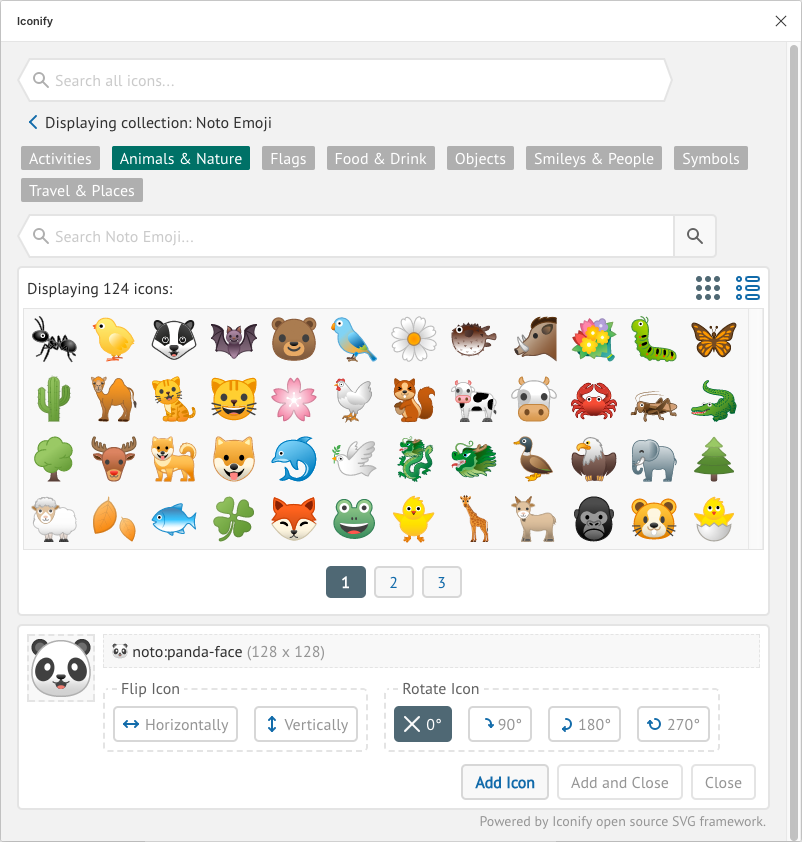 Iconify
Search all icons...
Displaying collection: Noto Emoji
Activities Animals & Nature Flags Food & Drink Objects Smileys & People Symbols
Travel & Places
Search Noto Emoji...
Displaying 124 icons:
1 2 3
noto:panda-face (128 x 128)
Flip Icon Rotate Icon
Horizontally Vertically 0° 90° 180° 270°
Add Icon Add and Close Close
Powered by Iconify open source SVG framework.